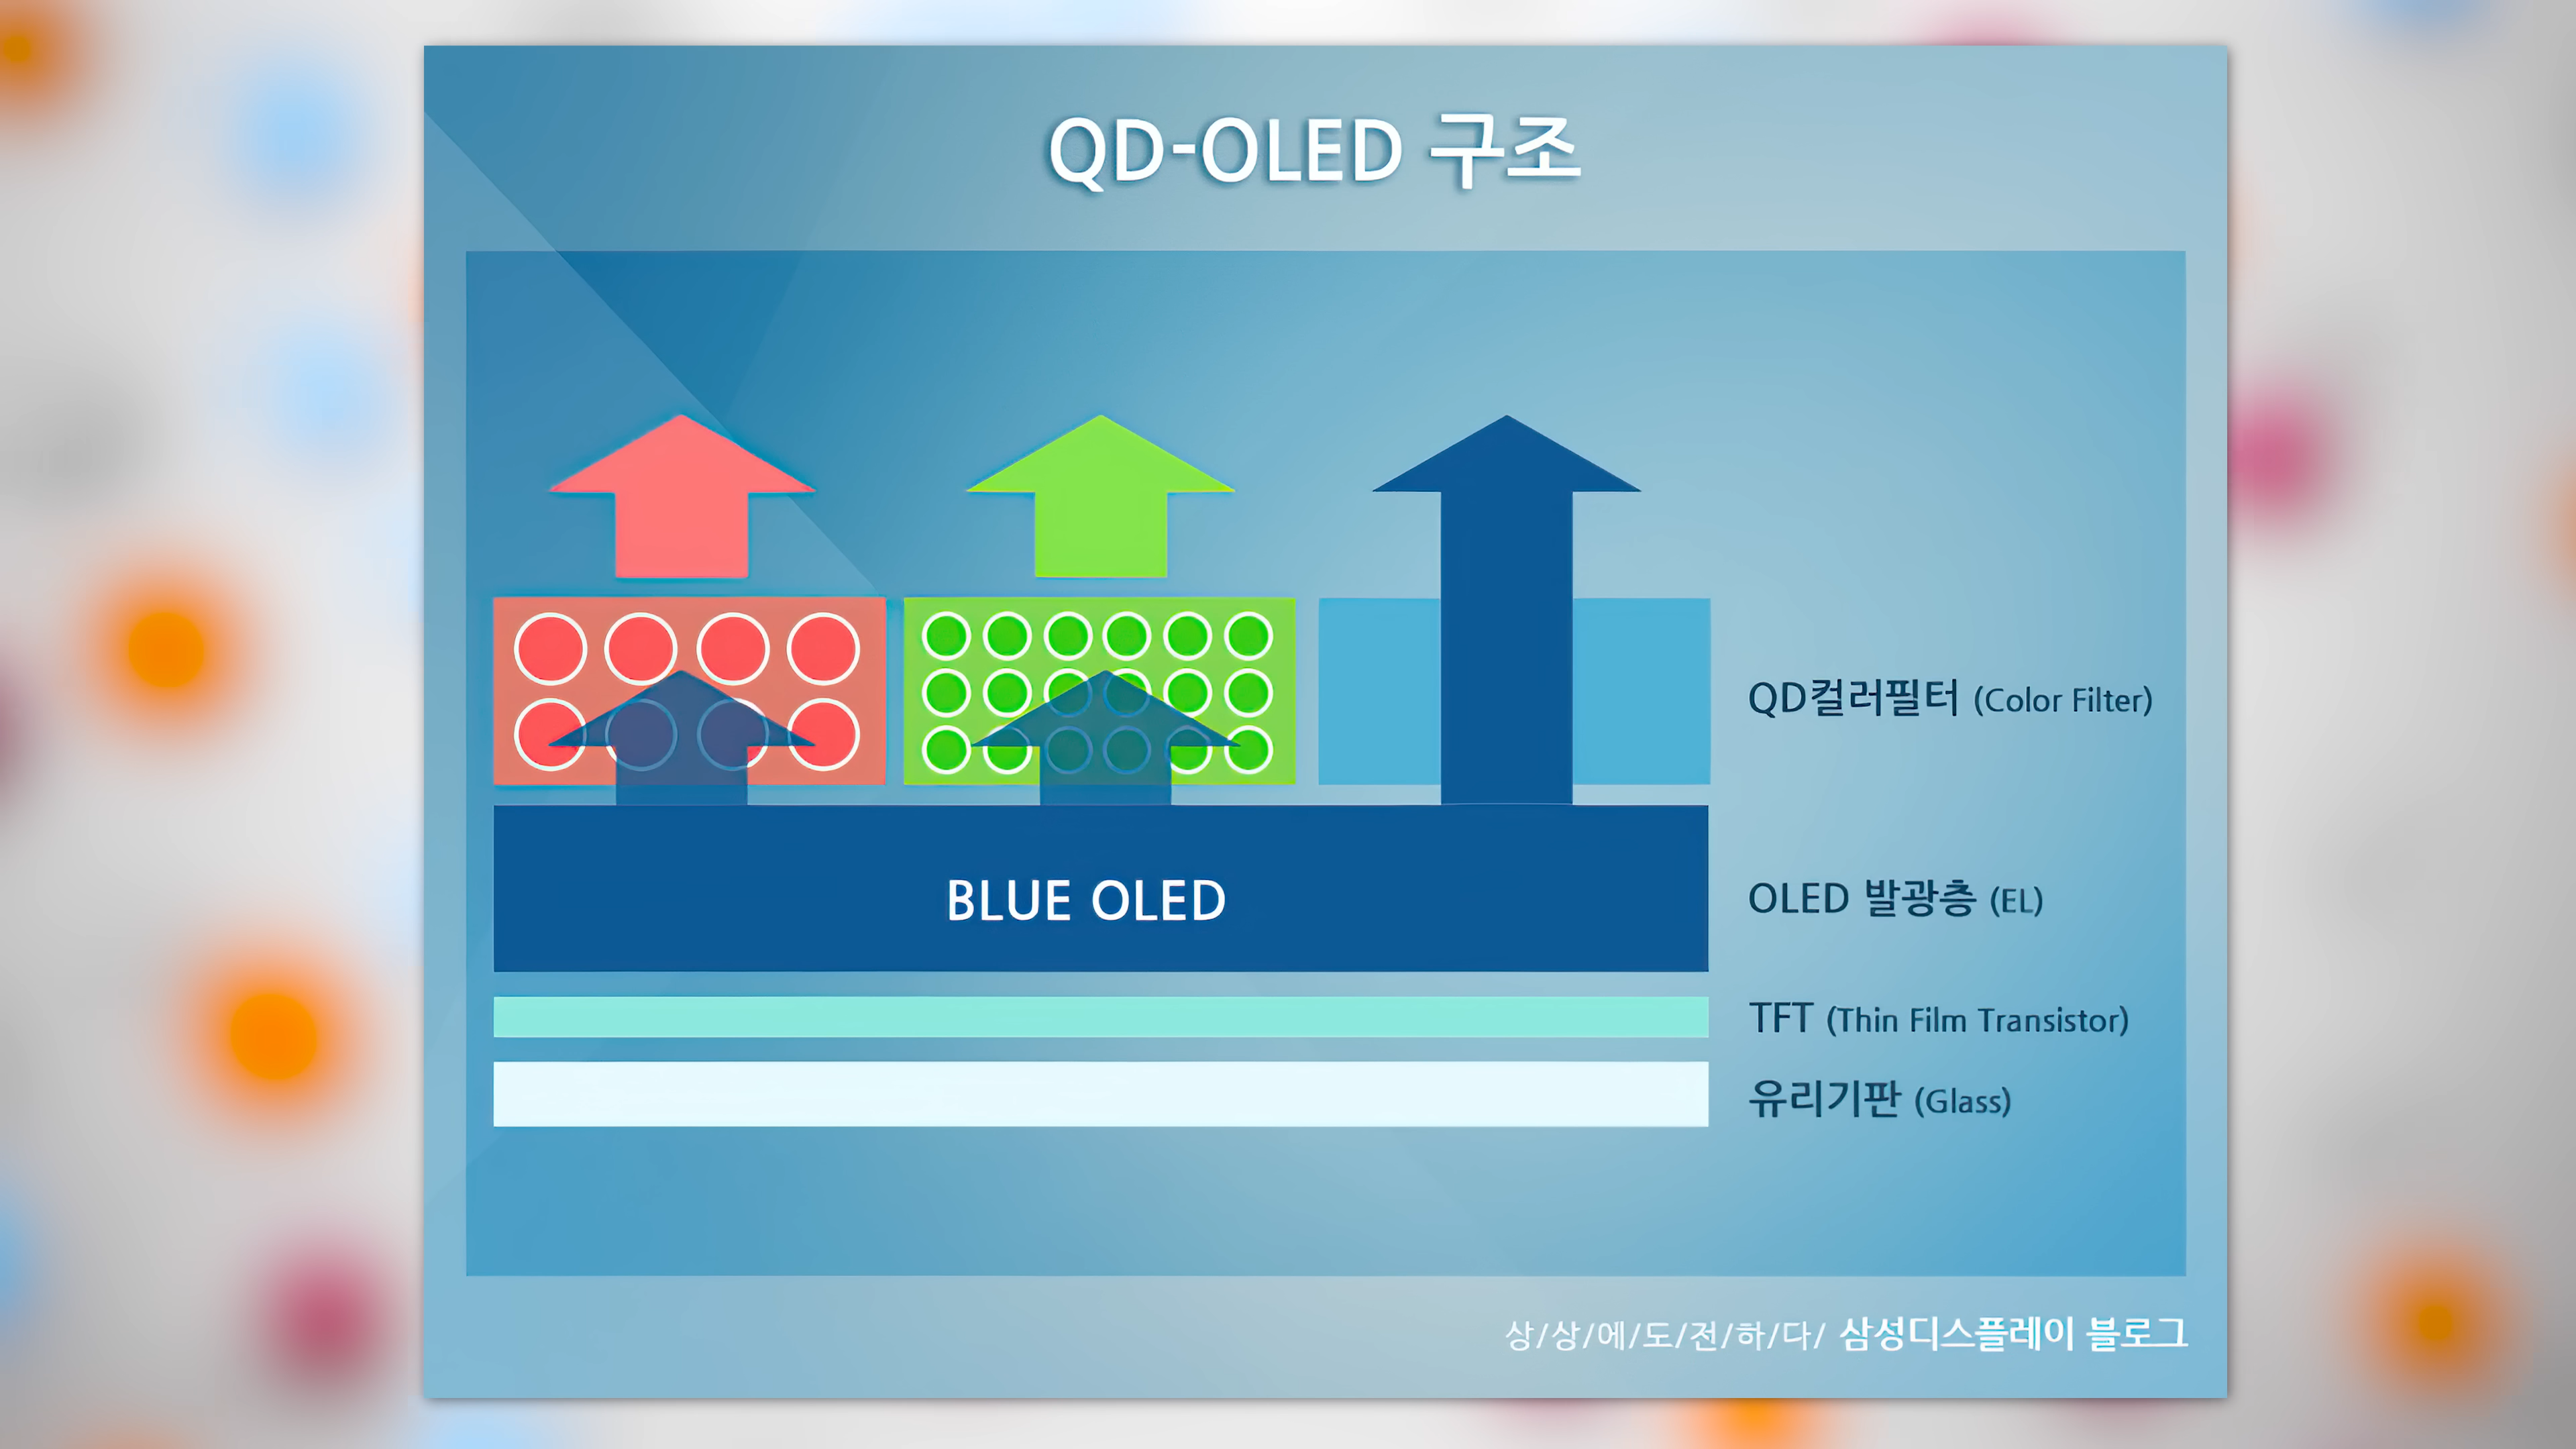 QD-OLED 구조
QD컬러필터 (Color Filter)
BLUE OLED
OLED 발광층 (EL)
TFT (Thin Film Transistor)
유리기판 (Glass)
상/상/에/도/전/하/다/ 삼성디스플레이 블로그